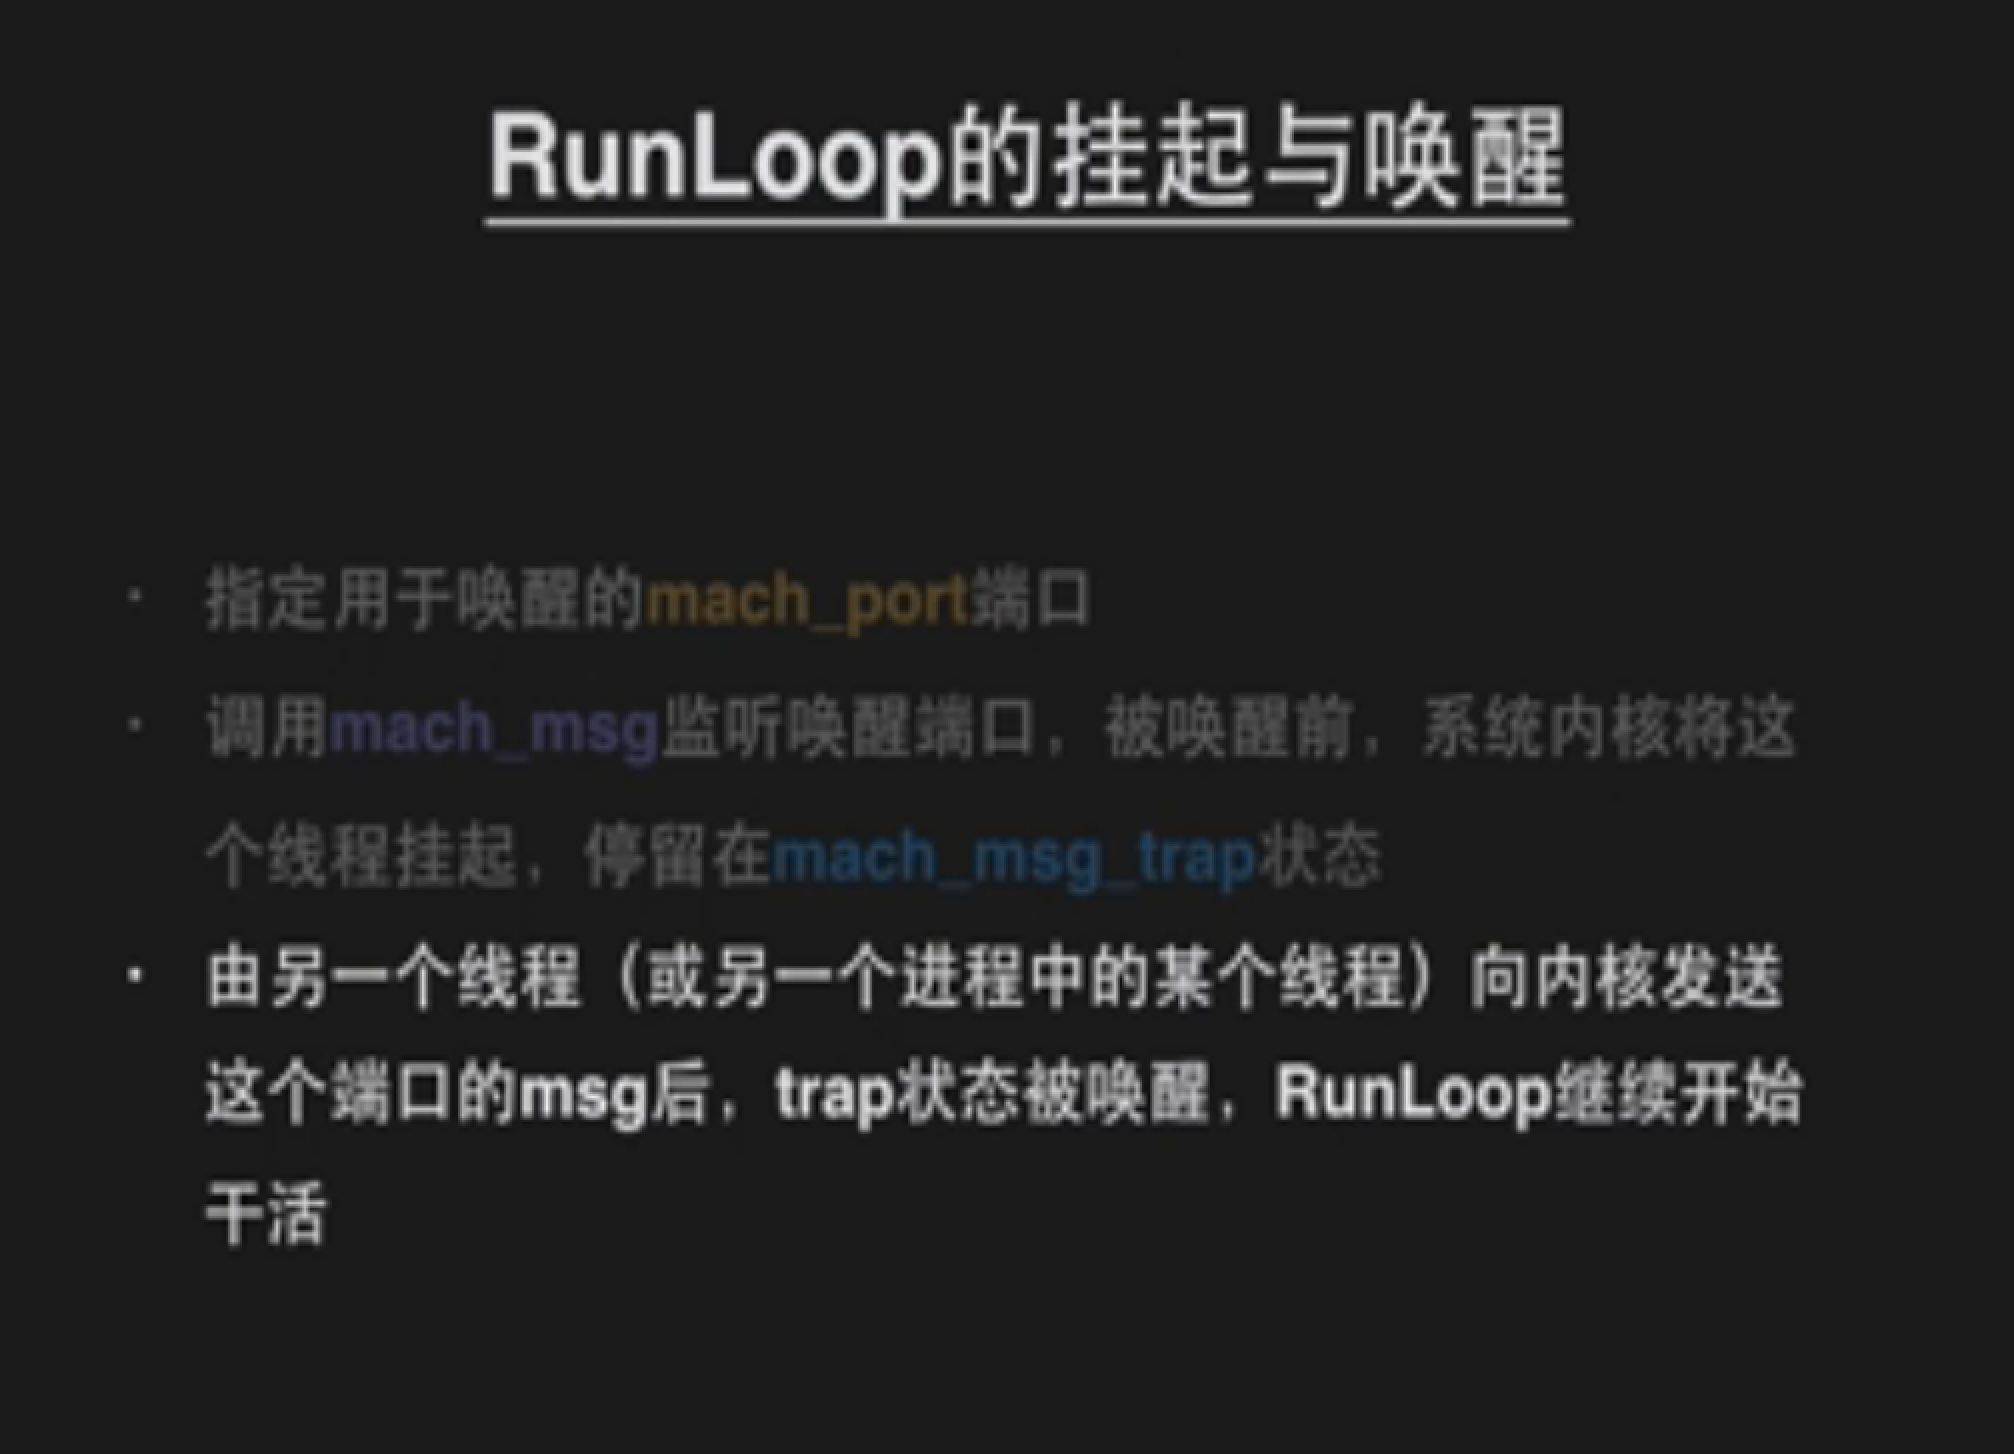 RunLoop的挂起与唤醒
· 指定用于唤醒的mach_port端口
· 调用mach_msg监听唤醒端口，被唤醒前，系统内核将这
个线程挂起，停留在mach_msg_trap状态
· 由另一个线程（或另一个进程中的某个线程）向内核发送
这个端口的msg后，trap状态被唤醒，RunLoop继续开始
干活